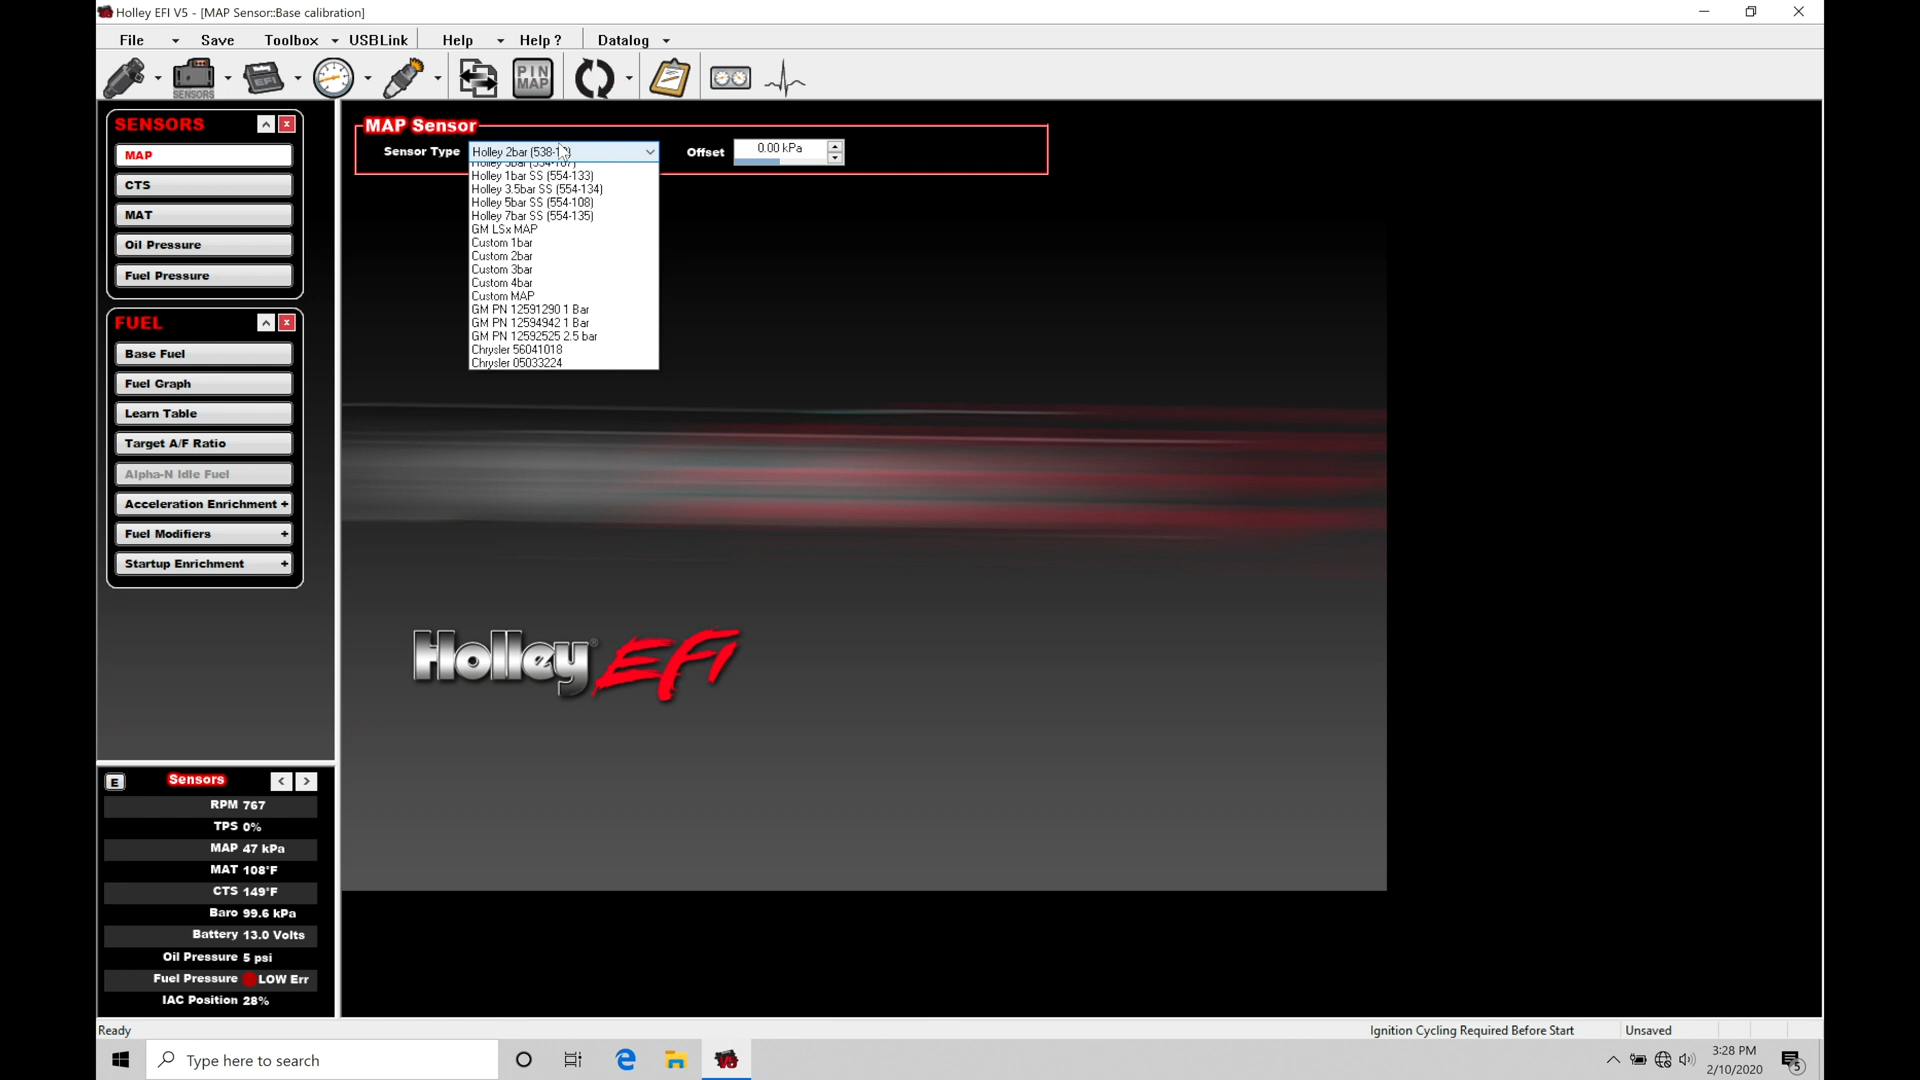 Holley EFI V5 - [MAP Sensor::Base calibration]
File Save Toolbox USBLink Help Help ? Datalog
EFI
SENSORS
PIN MAP
SENSORS
MAP
CTS
MAT
Oil Pressure
Fuel Pressure
FUEL
Base Fuel
Fuel Graph
Learn Table
Target A/F Ratio
Alpha-N Idle Fuel
Acceleration Enrichment +
Fuel Modifiers +
Startup Enrichment +
MAP Sensor
Sensor Type Holley 2bar Offset 0.00 kPa
Holley 1bar SS (554-133)
Holley 3.5bar SS (554-134)
Holley 5bar SS (554-108)
Holley 7bar SS (554-135)
GM LSx MAP
Custom 1bar
Custom 2bar
Custom 3bar
Custom 4bar
Custom MAP
GM PN 12591290 1 Bar
GM PN 12594942 1 Bar
GM PN 12592525 2.5 bar
Chrysler 56041018
Chrysler 05033224
Holley® EFI
E Sensors < >
RPM 767
TPS 0%
MAP 47 kPa
MAT 108°F
CTS 149°F
Baro 99.6 kPa
Battery 13.0 Volts
Oil Pressure 5 psi
Fuel Pressure LOW Err
IAC Position 28%
Ready Ignition Cycling Required Before Start Unsaved
Type here to search
3:28 PM
2/10/2020
5